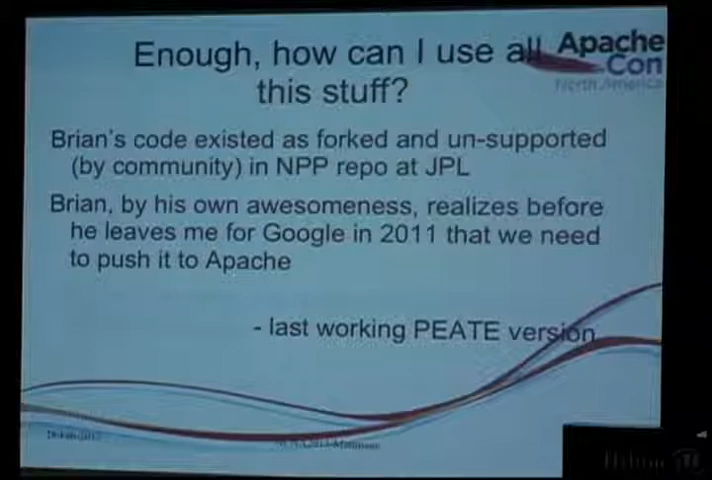 Enough, how can I use all
this stuff?
Apache
Con
North America
Brian's code existed as forked and un-supported
(by community) in NPP repo at JPL
Brian, by his own awesomeness, realizes before
he leaves me for Google in 2011 that we need
to push it to Apache
- last working PEATE version
Hilton